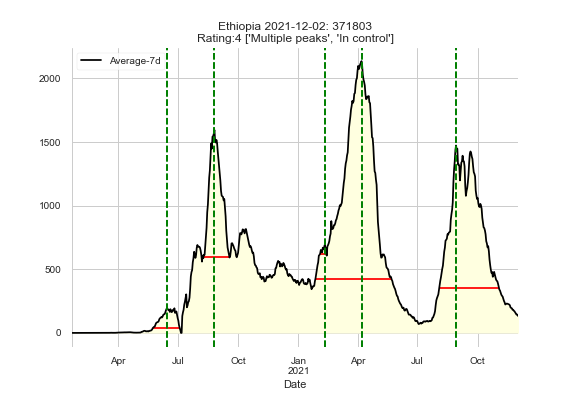 Ethiopia 2021-12-02: 371803
Rating:4 ['Multiple peaks', 'In control']
Average-7d
2000
1500
1000
500
0
Apr Jul Oct Jan Apr Jul Oct
2021
Date